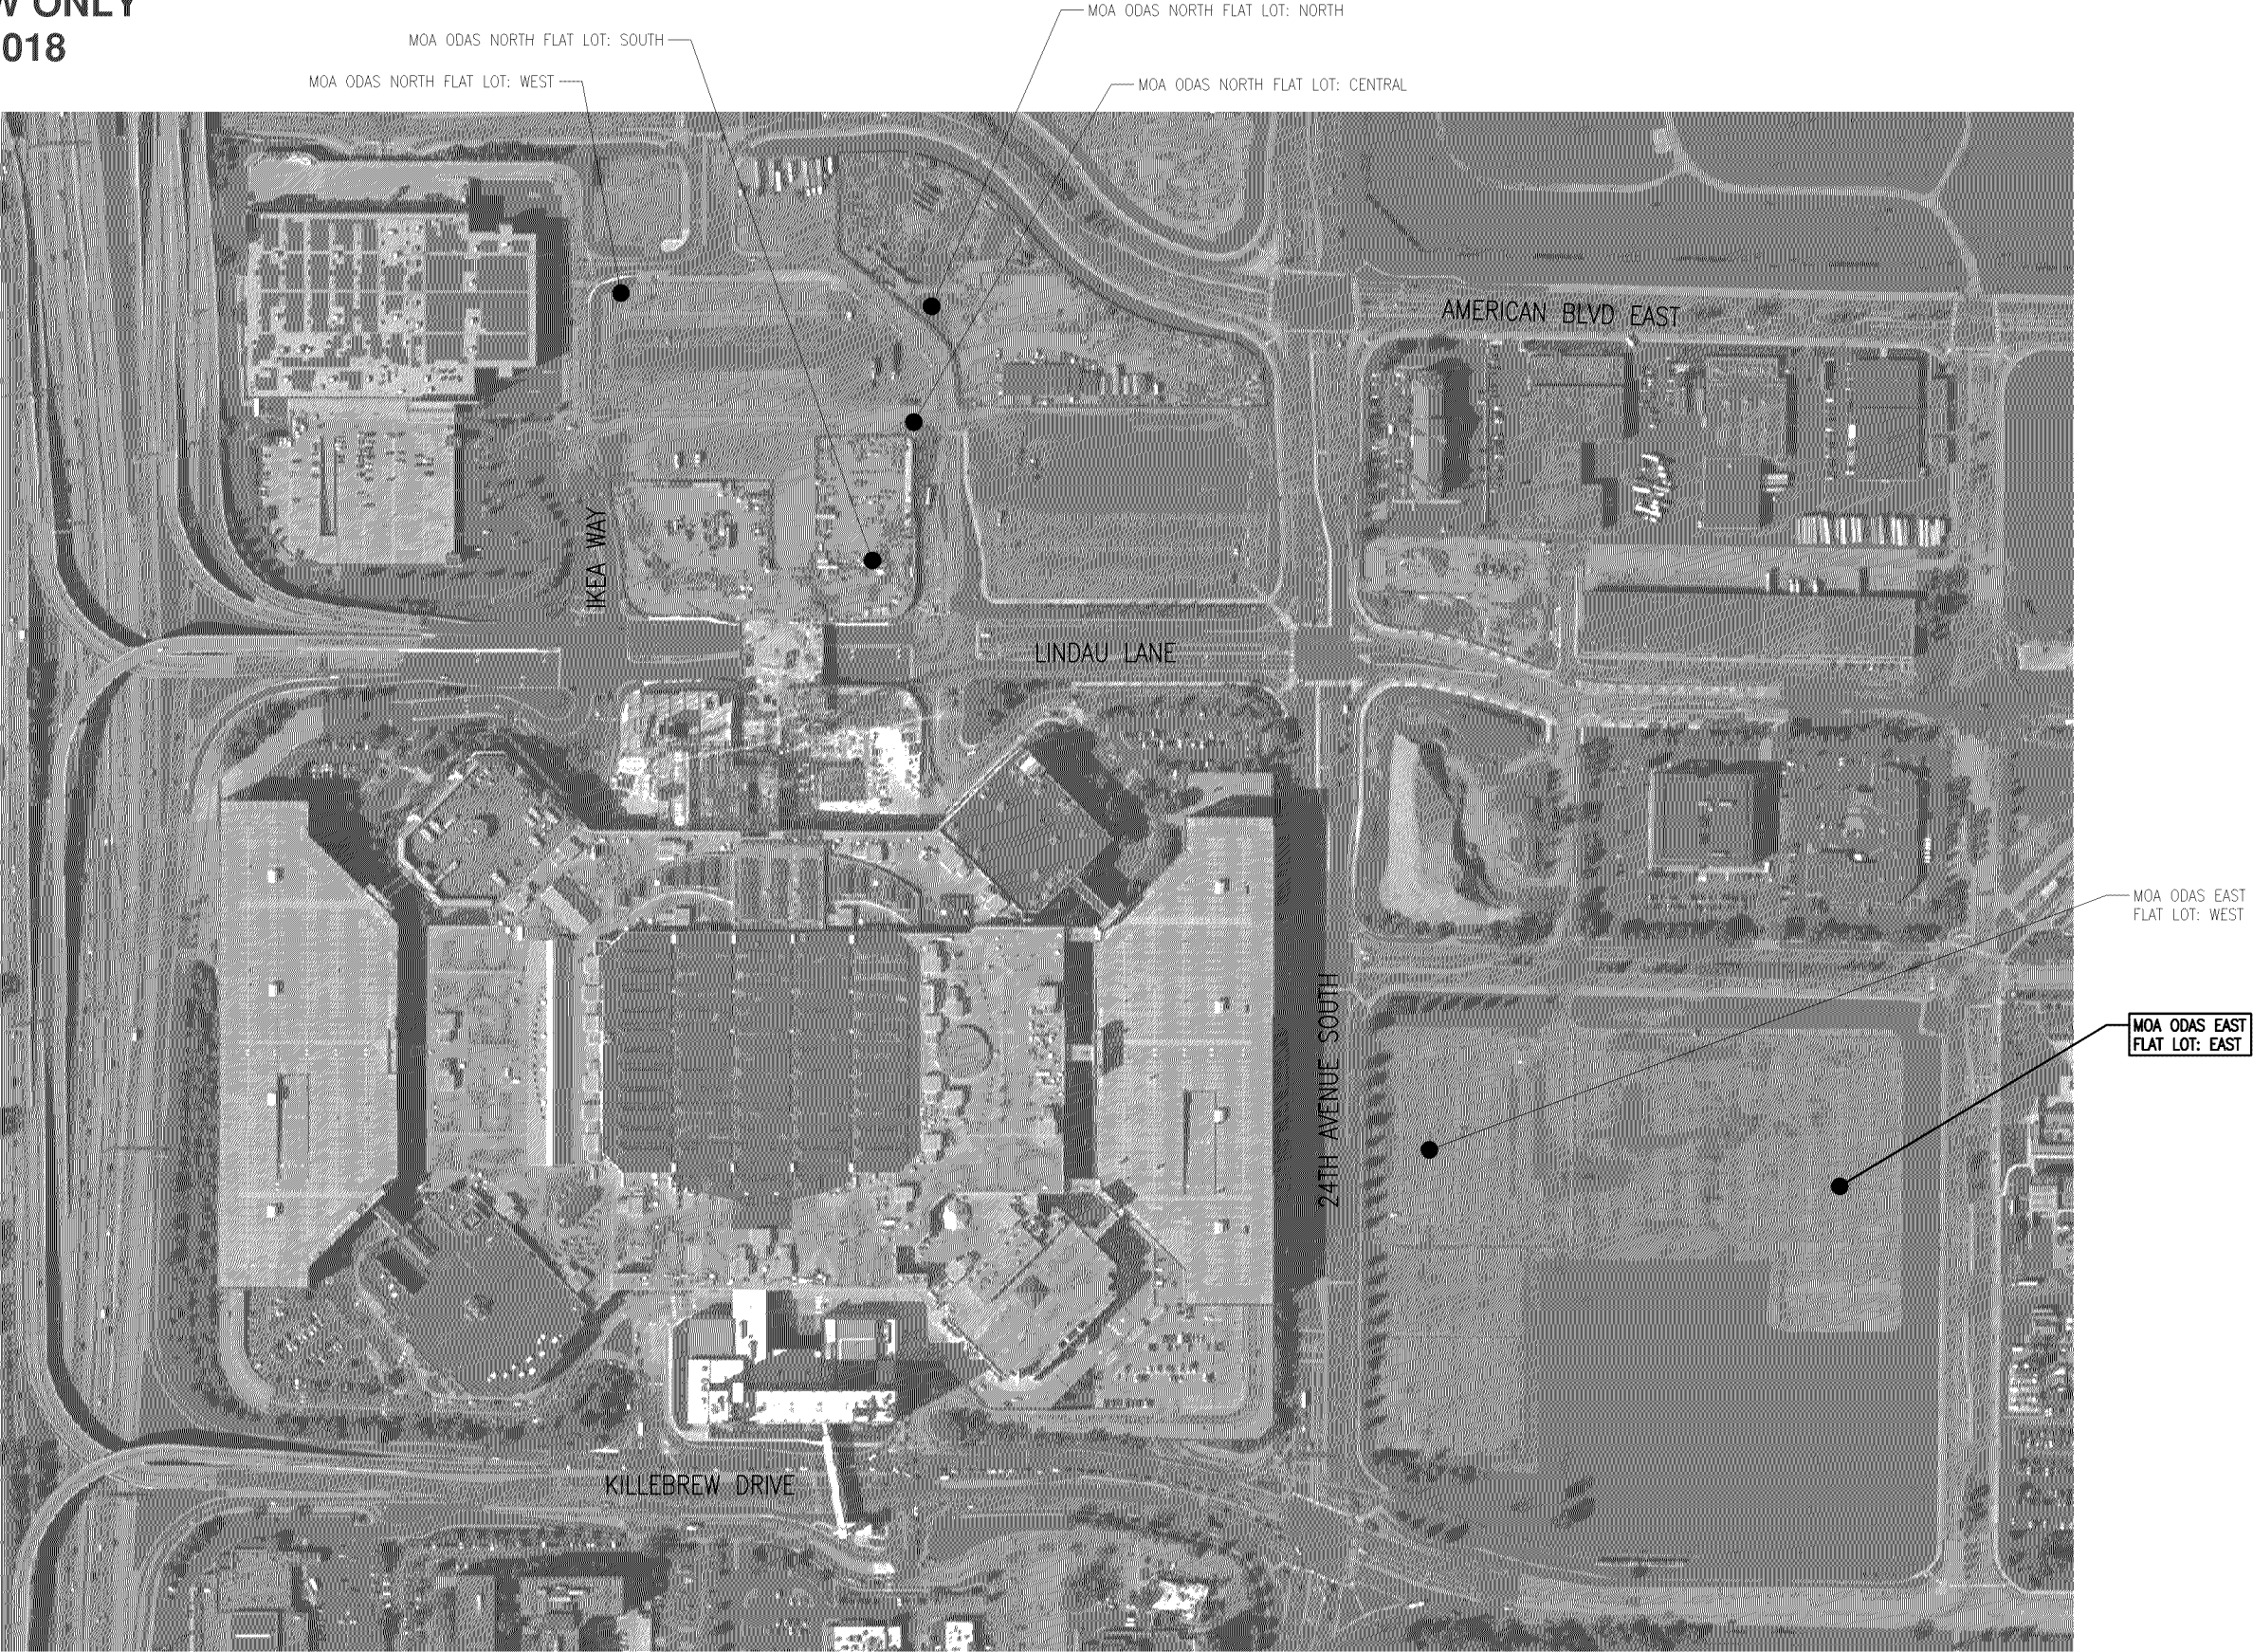 ONLY
018
MOA ODAS NORTH FLAT LOT: NORTH
MOA ODAS NORTH FLAT LOT: SOUTH
MOA ODAS NORTH FLAT LOT: WEST
MOA ODAS NORTH FLAT LOT: CENTRAL
AMERICAN BLVD EAST
IKEA WAY
LINDAU LANE
MOA ODAS EAST
FLAT LOT: WEST
24TH AVENUE SOUTH
MOA ODAS EAST
FLAT LOT: EAST
KILLEBREW DRIVE